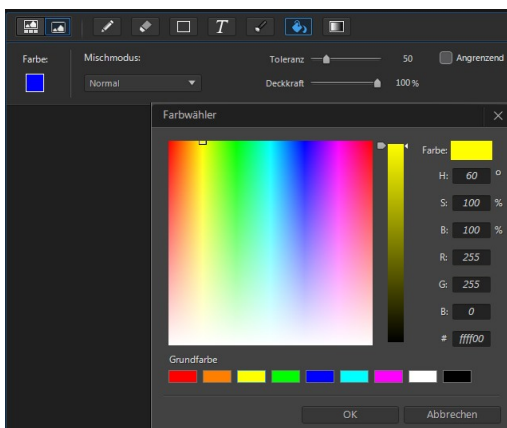 T
Farbe:
Mischmodus:
Toleranz 50 Angrenzend
Normal
Deckkraft 100 %
Farbwähler
Farbe:
H: 60 °
S: 100 %
B: 100 %
R: 255
G: 255
B: 0
# ffff00
Grundfarbe
OK Abbrechen